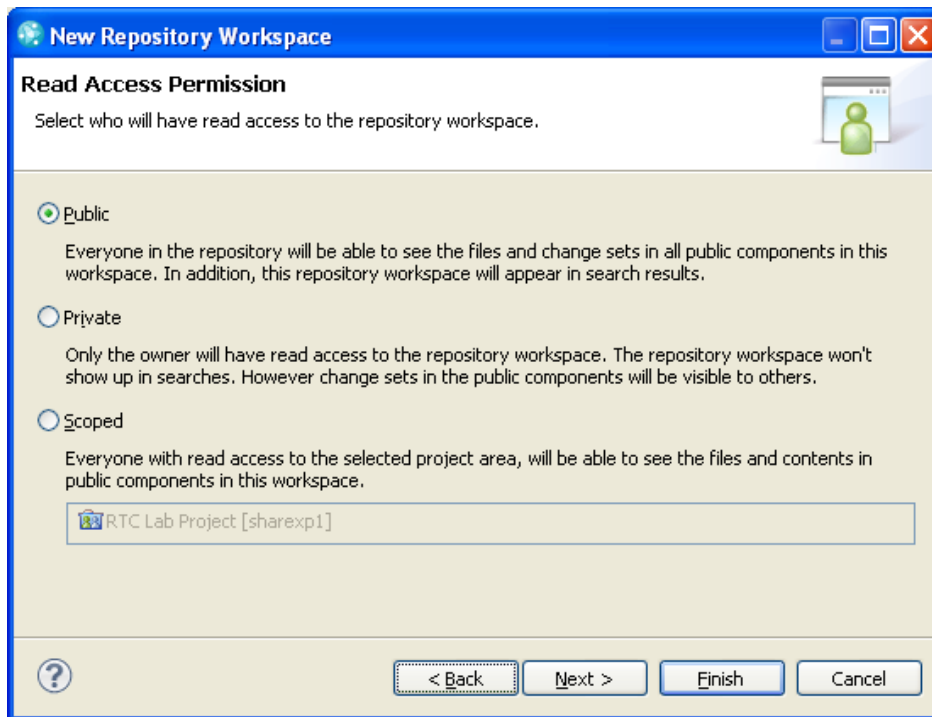 New Repository Workspace
Read Access Permission
Select who will have read access to the repository workspace.
Public
Everyone in the repository will be able to see the files and change sets in all public components in this
workspace. In addition, this repository workspace will appear in search results.
Private
Only the owner will have read access to the repository workspace. The repository workspace won't
show up in searches. However change sets in the public components will be visible to others.
Scoped
Everyone with read access to the selected project area, will be able to see the files and contents in
public components in this workspace.
RTC Lab Project [sharexp1]
?
< Back
Next >
Finish
Cancel